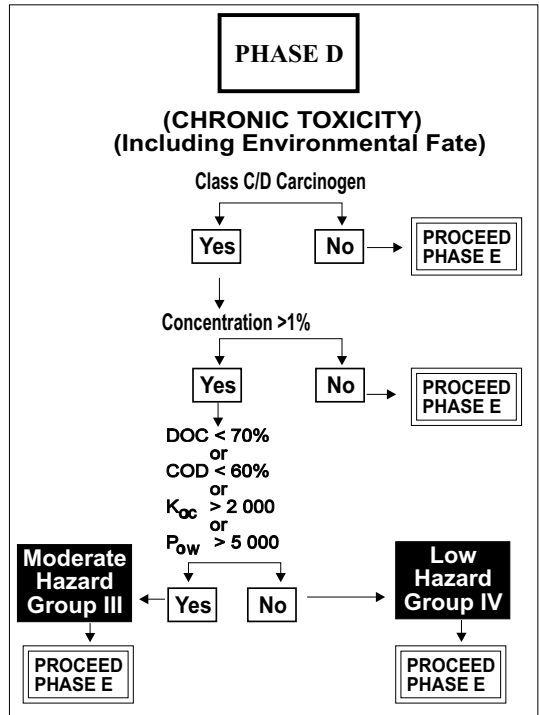 PHASE D
(CHRONIC TOXICITY)
(Including Environmental Fate)
Class C/D Carcinogen
Yes
No
PROCEED
PHASE E
Concentration >1%
Yes
No
PROCEED
PHASE E
DOC < 70%
or
COD < 60%
or
Koc > 2 000
or
Pow > 5 000
Moderate
Hazard
Group III
Yes
No
Low
Hazard
Group IV
PROCEED
PHASE E
PROCEED
PHASE E